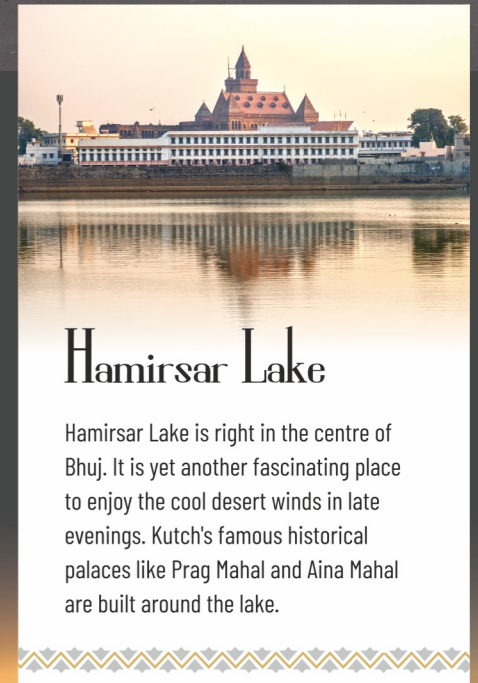 Hamirsar Lake
Hamirsar Lake is right in the centre of
Bhuj. It is yet another fascinating place
to enjoy the cool desert winds in late
evenings. Kutch's famous historical
palaces like Prag Mahal and Aina Mahal
are built around the lake.